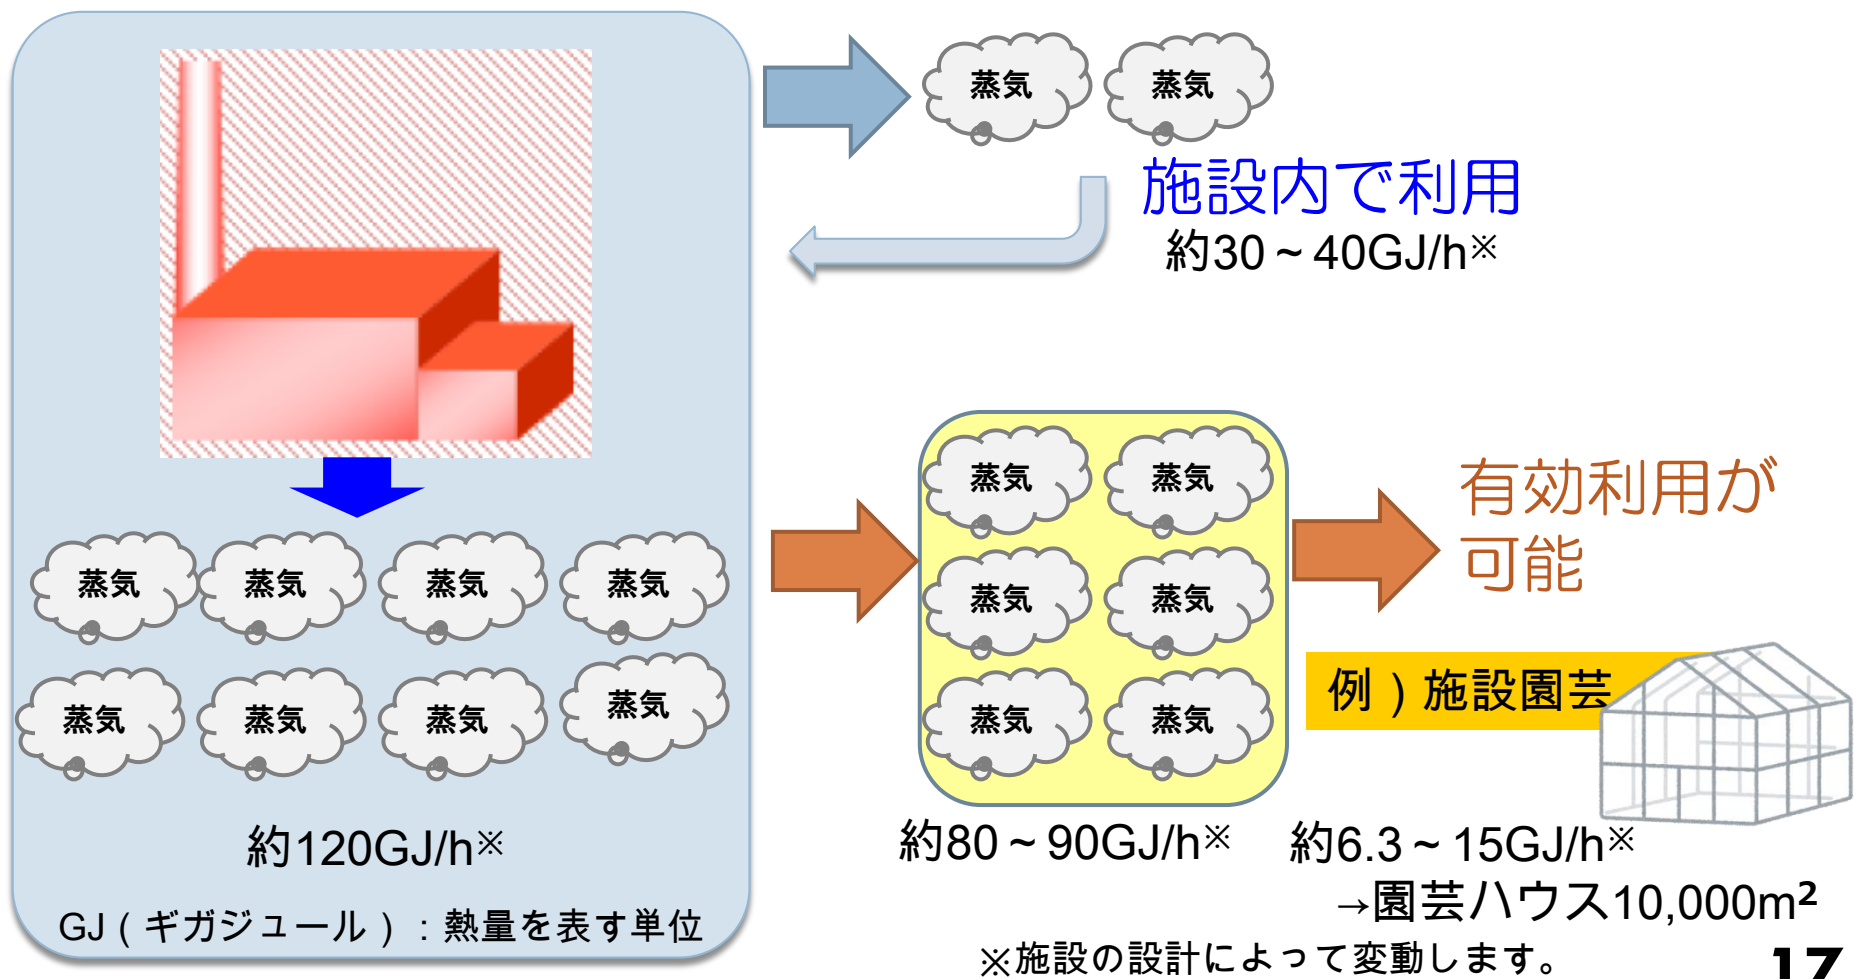 蒸気 蒸気
施設内で利用
約30～40GJ/h※
蒸気 蒸気 蒸気 蒸気
蒸気 蒸気 蒸気 蒸気
約120GJ/h※
GJ（ギガジュール）：熱量を表す単位
蒸気 蒸気
蒸気 蒸気
蒸気 蒸気
約80～90GJ/h※
有効利用が
可能
例）施設園芸
約6.3～15GJ/h※
→園芸ハウス10,000m²
※施設の設計によって変動します。
17